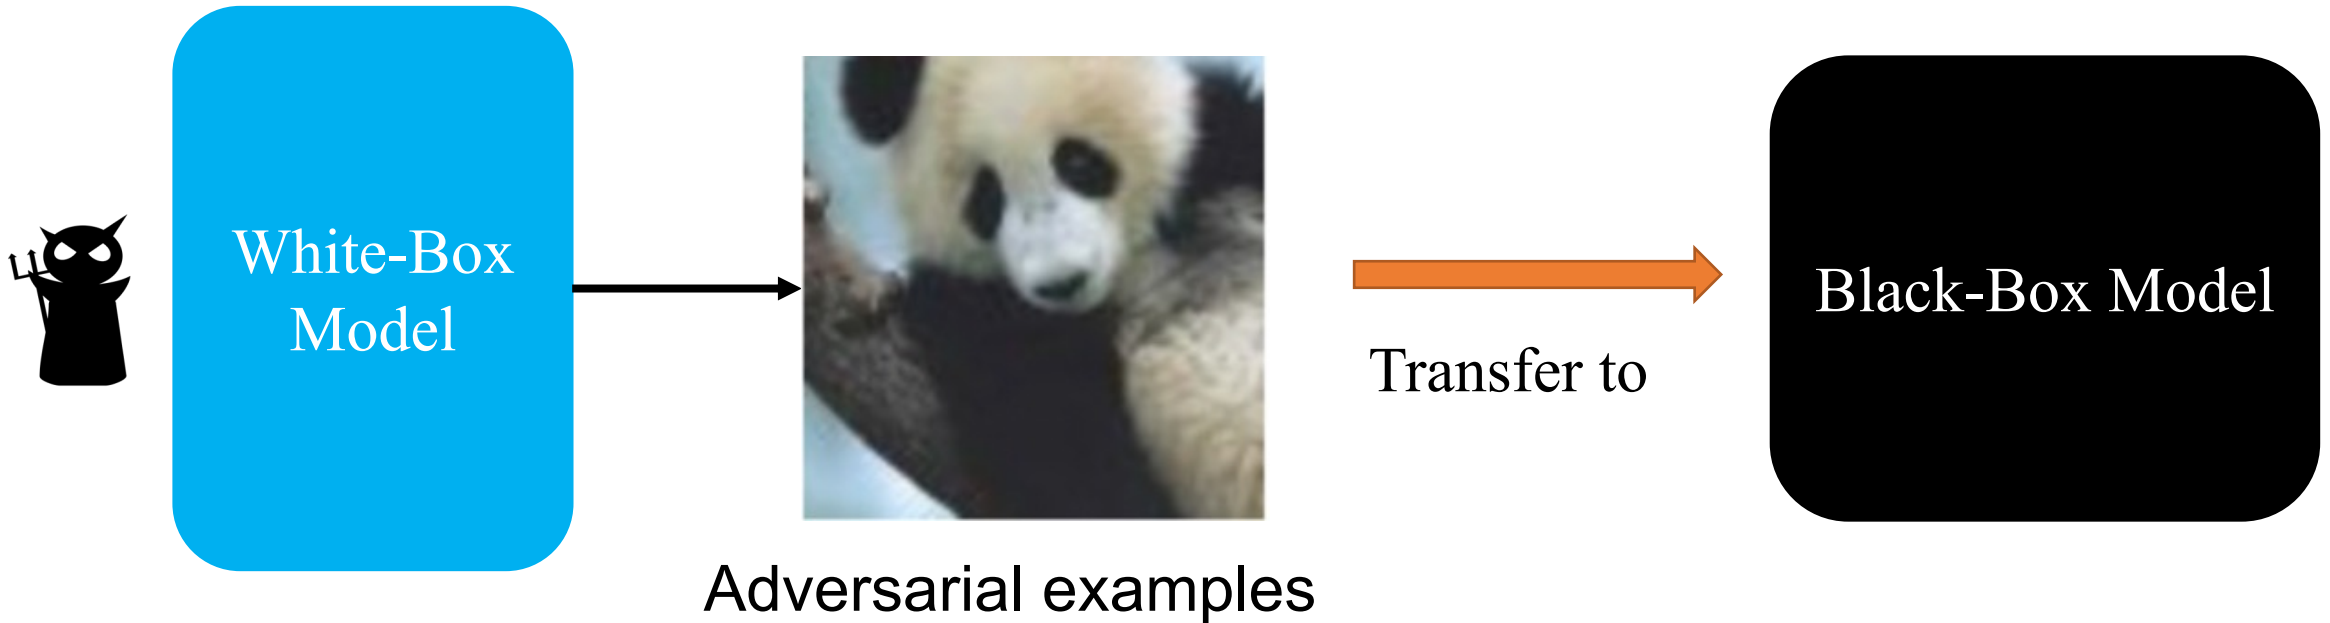 White-Box
Model
Adversarial examples
Transfer to
Black-Box Model